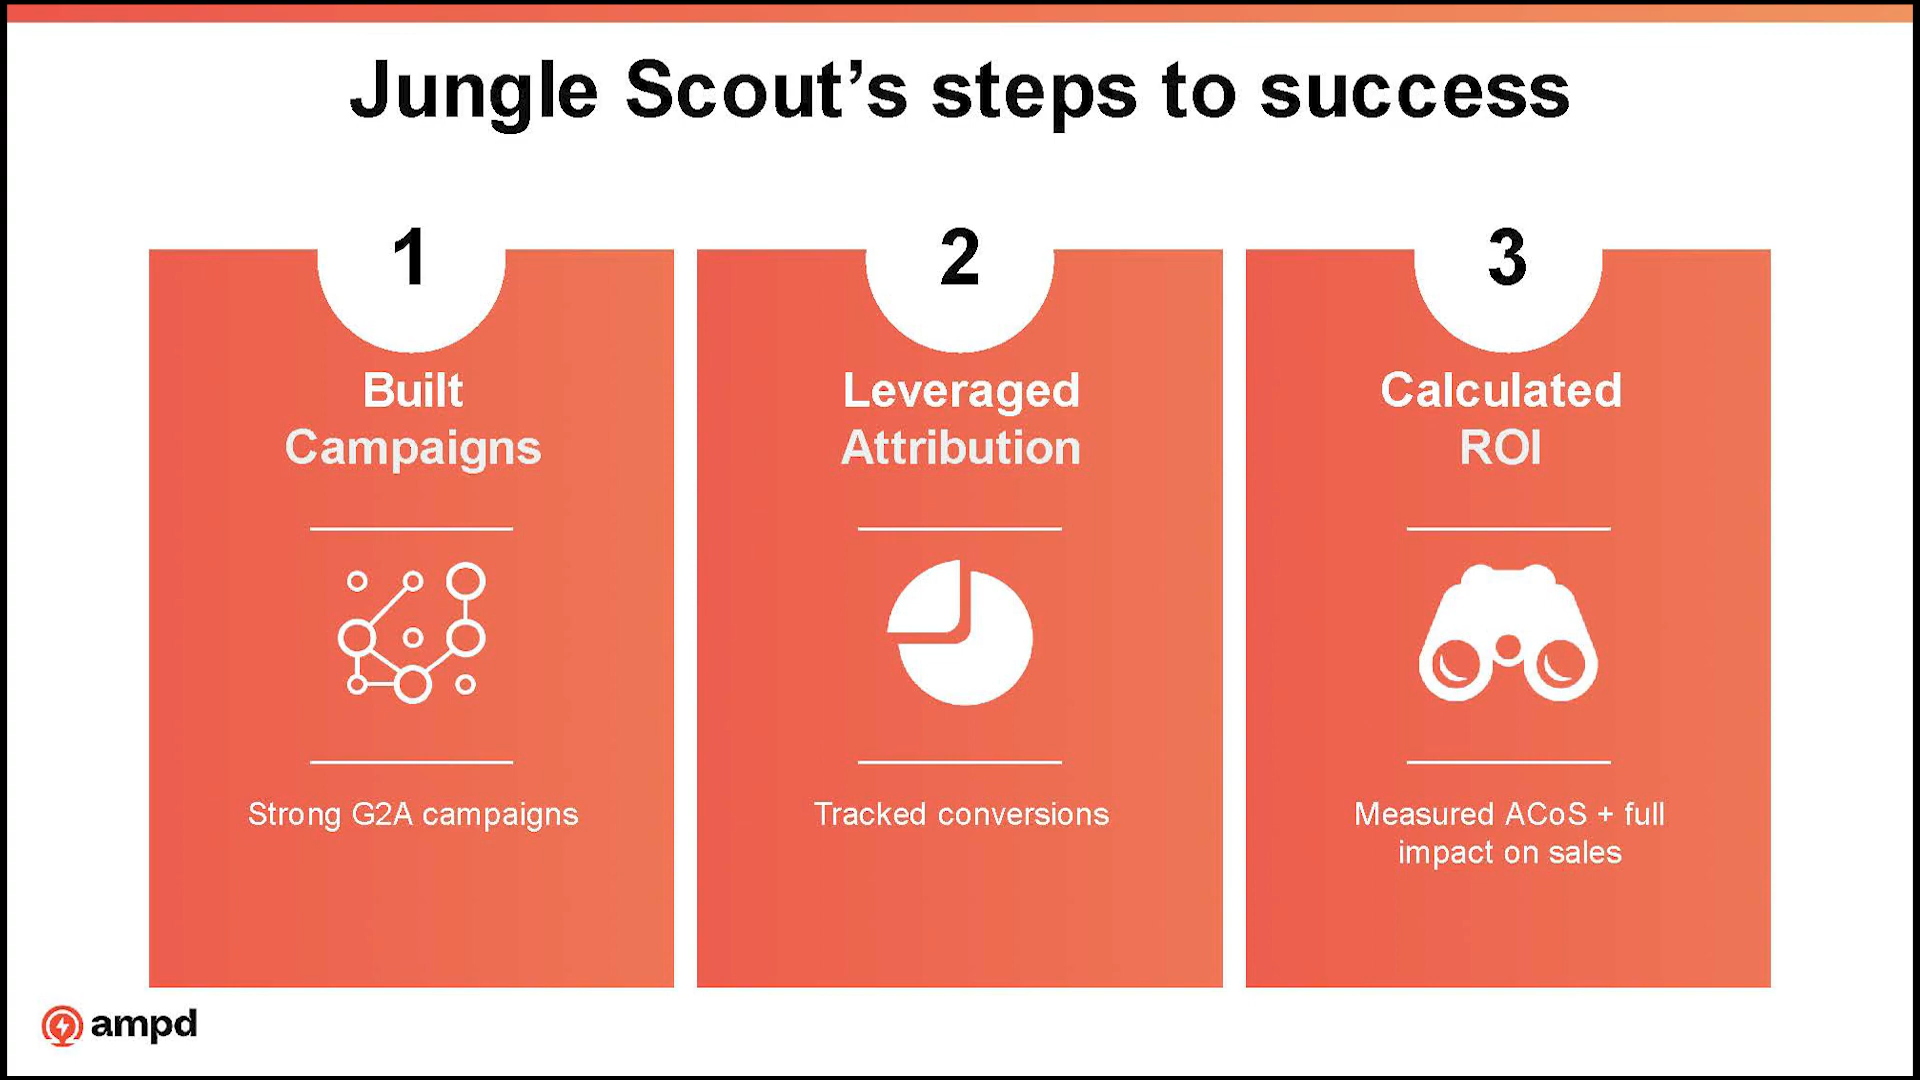 Jungle Scout’s steps to success
1
Built
Campaigns
Strong G2A campaigns
2
Leveraged
Attribution
Tracked conversions
3
Calculated
ROI
Measured ACoS + full
impact on sales
ampd